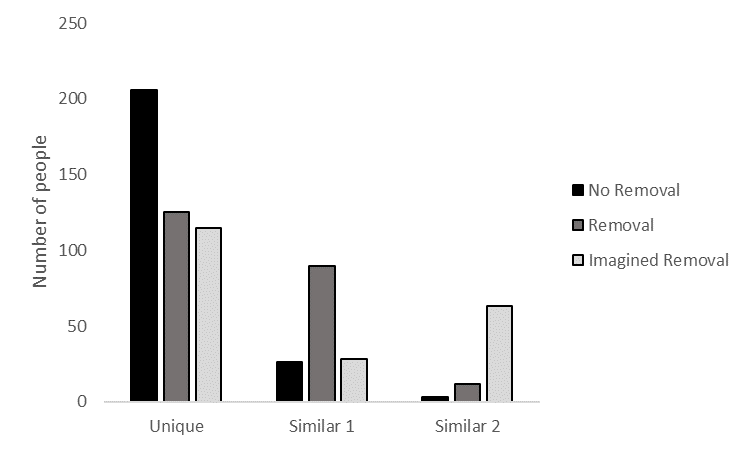 250
200
150
100
50
0
Number of people
Unique
Similar 1
Similar 2
No Removal
Removal
Imagined Removal